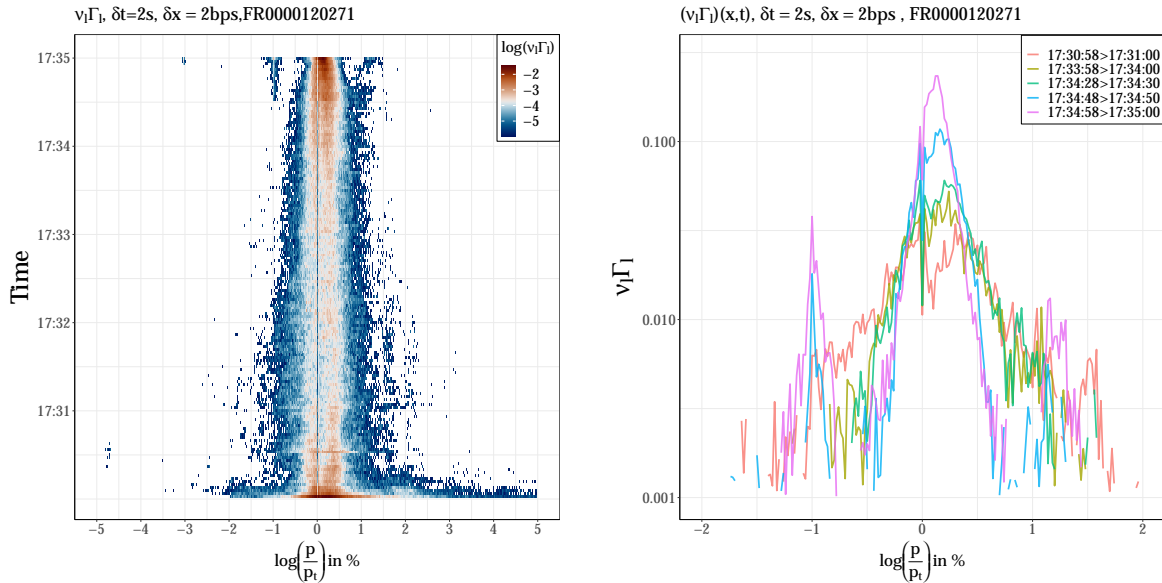 νlΓl, δt=2s, δx = 2bps,FR0000120271
log(νlΓl)
−2
−3
−4
−5
17:35
17:34
17:33
17:32
17:31
Time
−5 −4 −3 −2 −1 0 1 2 3 4 5
log(p/pt) in %
(νlΓl)(x,t), δt = 2s, δx = 2bps , FR0000120271
17:30:58>17:31:00
17:33:58>17:34:00
17:34:28>17:34:30
17:34:48>17:34:50
17:34:58>17:35:00
0.100
0.010
0.001
νlΓl
−2 −1 0 1 2
log(p/pt) in %